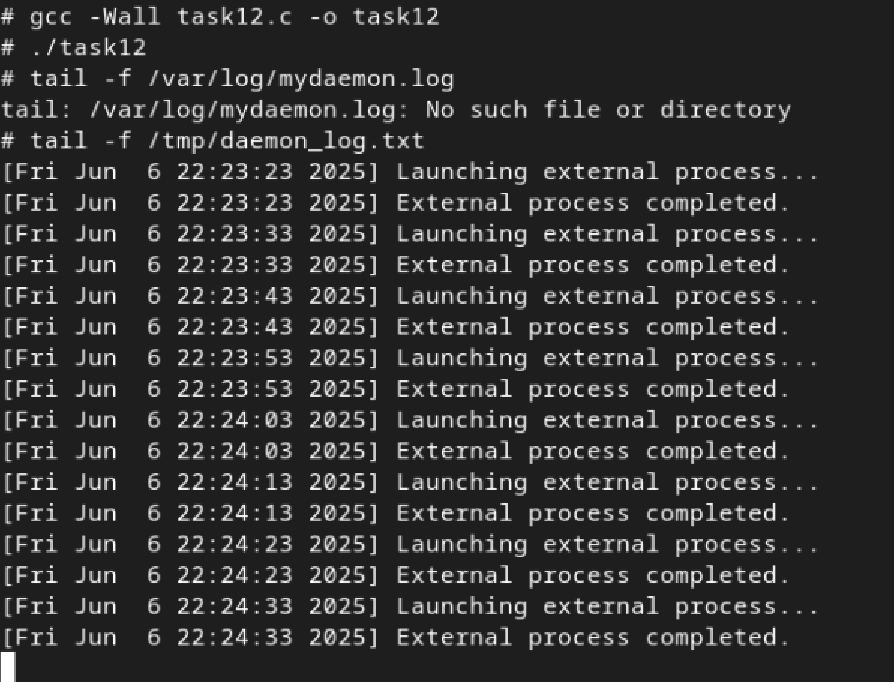 # gcc -Wall task12.c -o task12
# ./task12
# tail -f /var/log/mydaemon.log
tail: /var/log/mydaemon.log: No such file or directory
# tail -f /tmp/daemon_log.txt
[Fri Jun  6 22:23:23 2025] Launching external process...
[Fri Jun  6 22:23:23 2025] External process completed.
[Fri Jun  6 22:23:33 2025] Launching external process...
[Fri Jun  6 22:23:33 2025] External process completed.
[Fri Jun  6 22:23:43 2025] Launching external process...
[Fri Jun  6 22:23:43 2025] External process completed.
[Fri Jun  6 22:23:53 2025] Launching external process...
[Fri Jun  6 22:23:53 2025] External process completed.
[Fri Jun  6 22:24:03 2025] Launching external process...
[Fri Jun  6 22:24:03 2025] External process completed.
[Fri Jun  6 22:24:13 2025] Launching external process...
[Fri Jun  6 22:24:13 2025] External process completed.
[Fri Jun  6 22:24:23 2025] Launching external process...
[Fri Jun  6 22:24:23 2025] External process completed.
[Fri Jun  6 22:24:33 2025] Launching external process...
[Fri Jun  6 22:24:33 2025] External process completed.